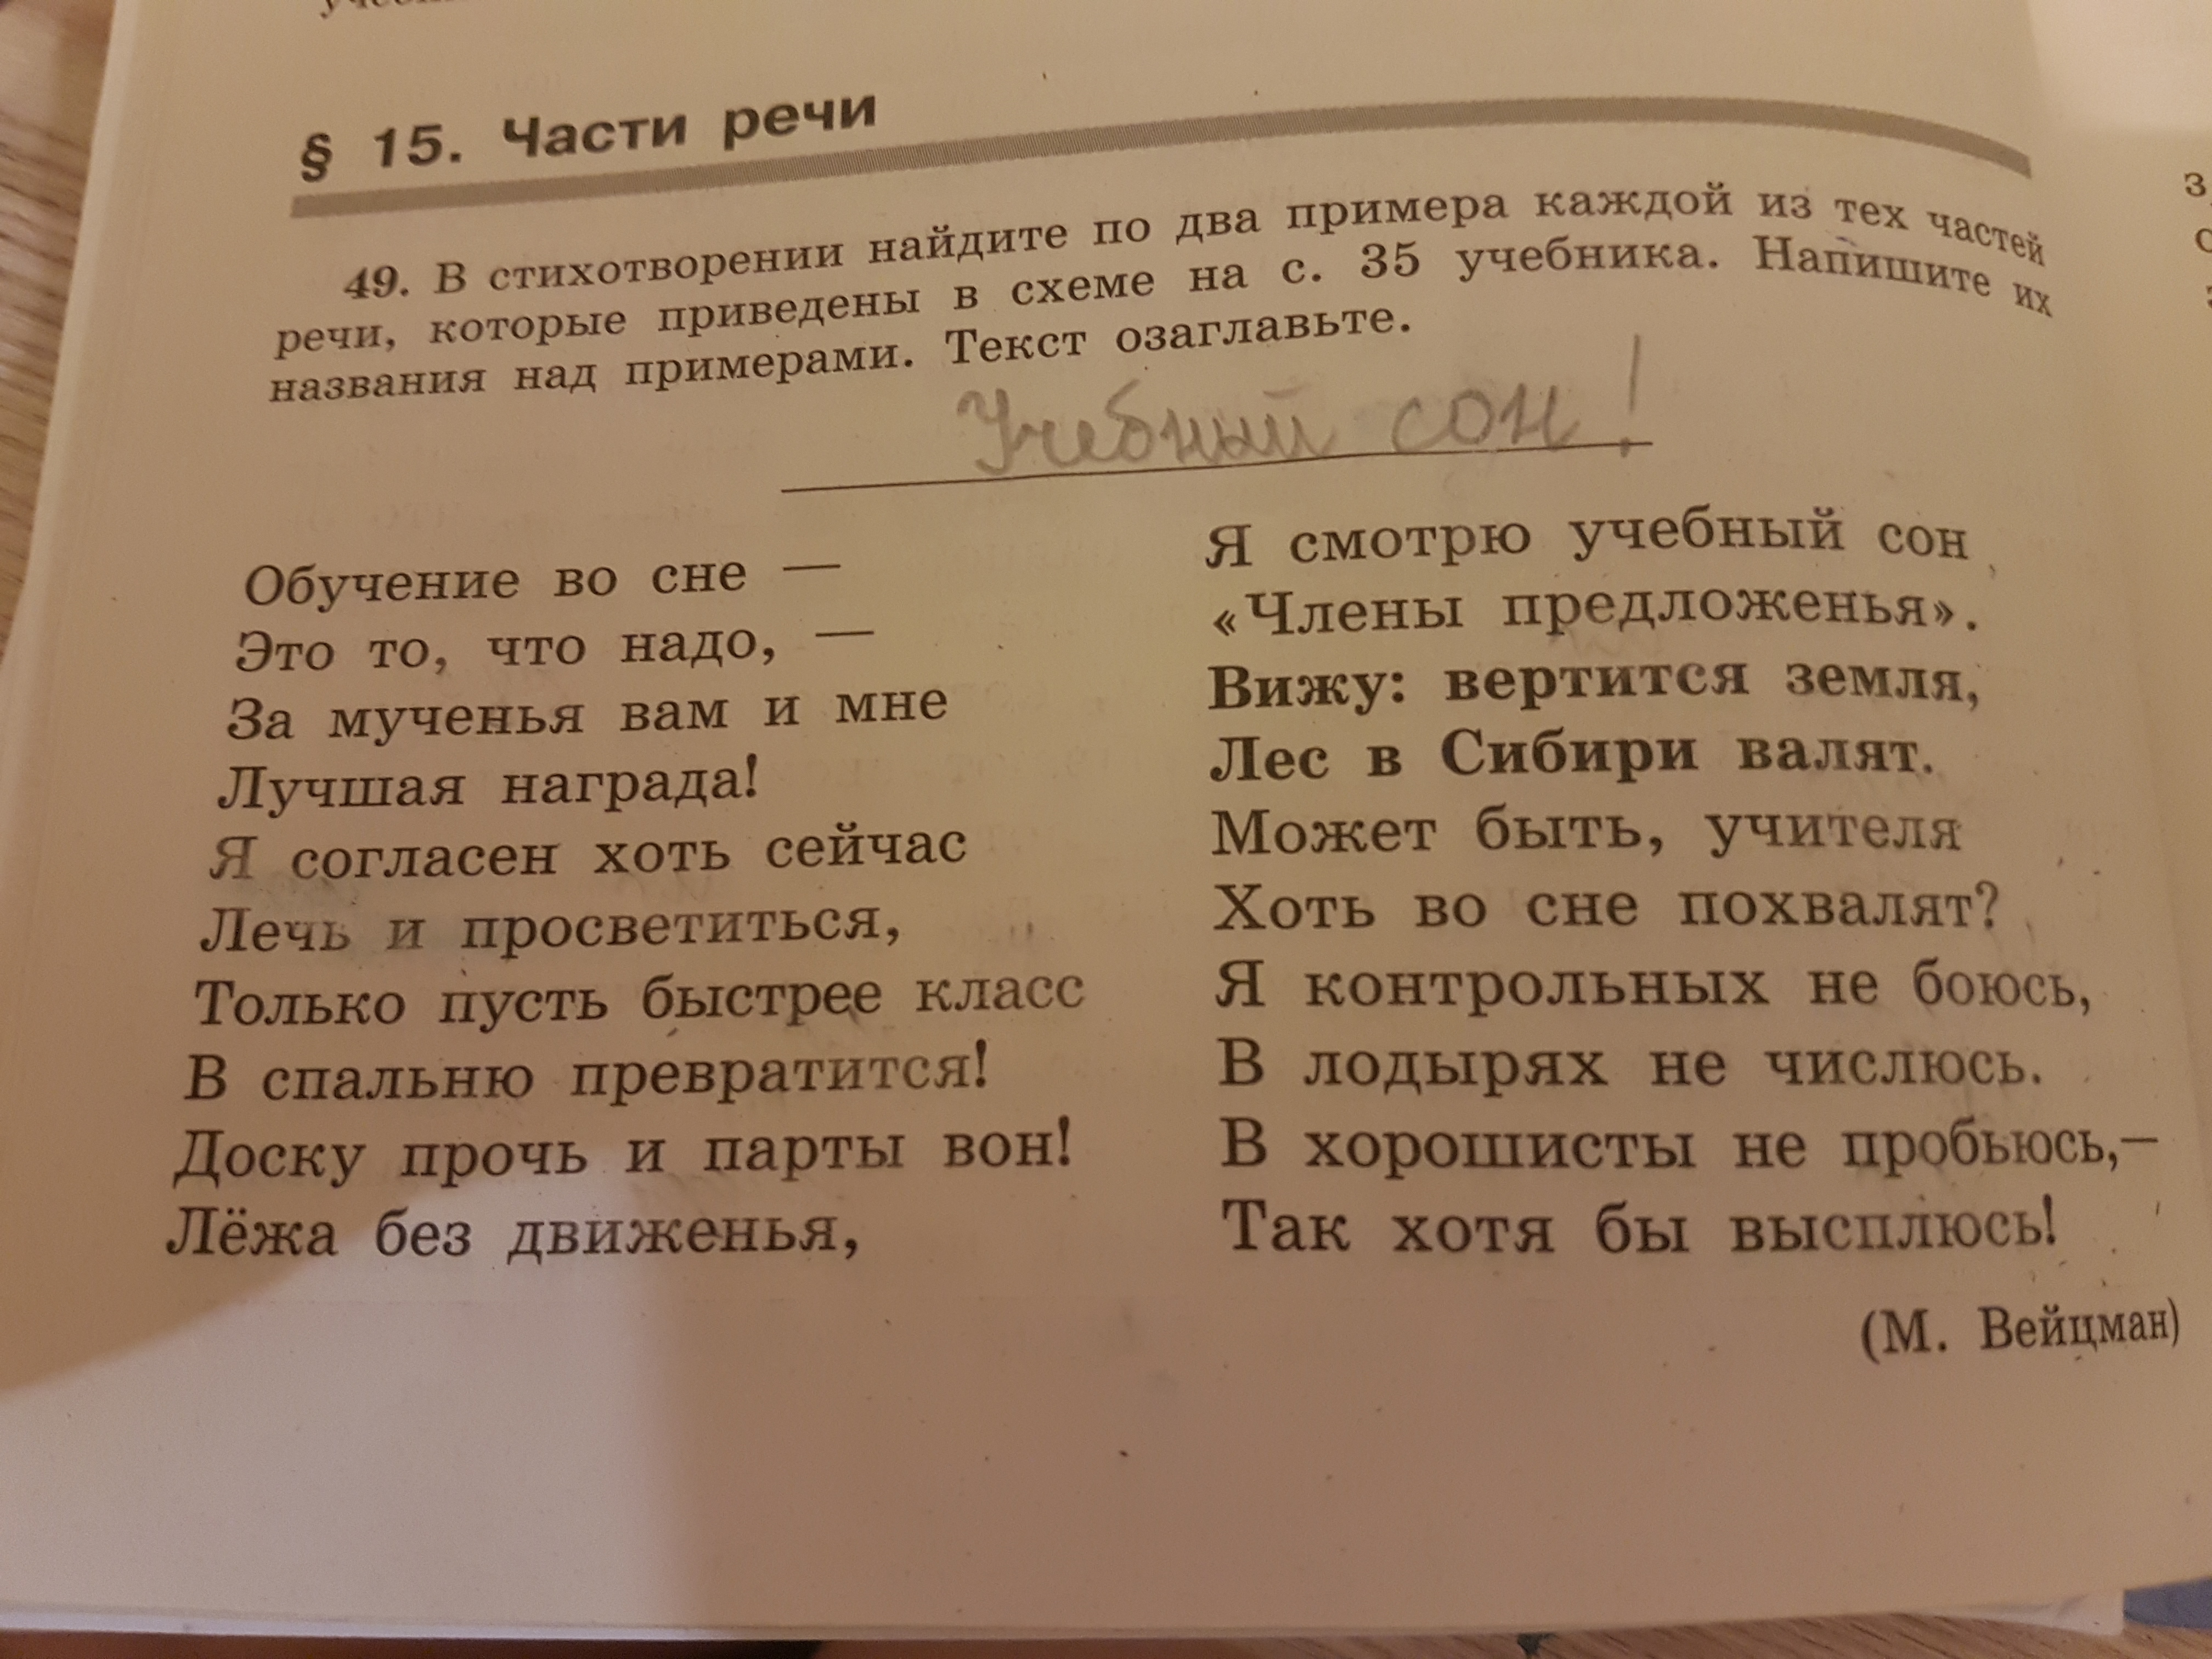 § 15. Части речи
49. В стихотворении найдите по два примера каждой из тех частей
речи, которые приведены в схеме на с. 35 учебника. Напишите их
названия над примерами. Текст озаглавьте.
Учебный сон!
Обучение во сне —
Это то, что надо, —
За мученья вам и мне
Лучшая награда!
Я согласен хоть сейчас
Лечь и просветиться,
Только пусть быстрее класс
В спальню превратится!
Доску прочь и парты вон!
Лёжа без движенья,
Я смотрю учебный сон
«Члены предложенья».
Вижу: вертится земля,
Лес в Сибири валят.
Может быть, учителя
Хоть во сне похвалят?
Я контрольных не боюсь,
В лодырях не числюсь.
В хорошисты не пробьюсь,—
Так хотя бы высплюсь!
(М. Вейцман)